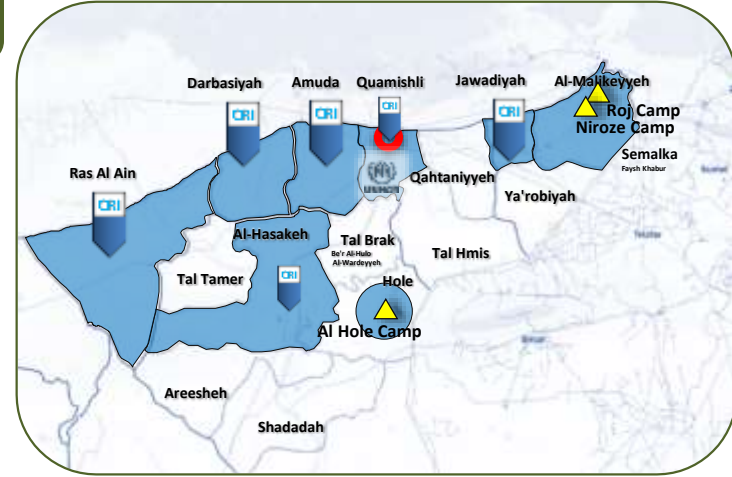 Darbasiyah
Amuda
Quamishli
Jawadiyah
Al-Malikeyyeh
CRI
CRI
CRI
CRI
Roj Camp
Niroze Camp
Semalka
Faysh Khabur
Ras Al Ain
UNHCR
Qahtaniyyeh
Ya'robiyah
CRI
Al-Hasakeh
Tal Brak
Be'r Al-Hulo
Al-Wardeyyeh
Tal Hmis
Tal Tamer
CRI
Hole
Al Hole Camp
Areesheh
Shadadah